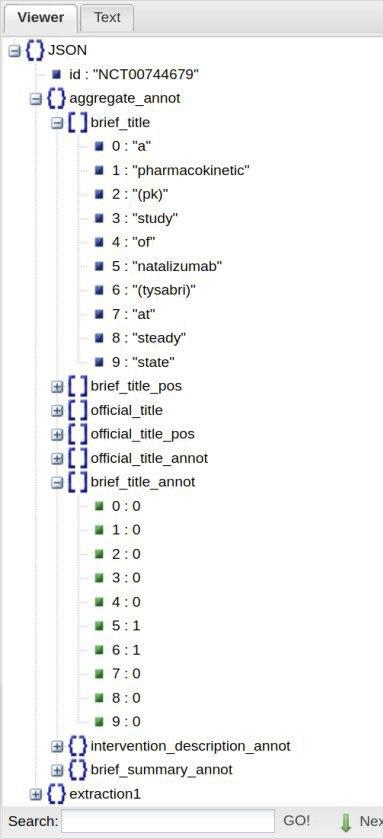 Viewer Text
JSON
id : "NCT00744679"
aggregate_annot
brief_title
0 : "a"
1 : "pharmacokinetic"
2 : "(pk)"
3 : "study"
4 : "of"
5 : "natalizumab"
6 : "(tysabri)"
7 : "at"
8 : "steady"
9 : "state"
brief_title_pos
official_title
official_title_pos
official_title_annot
brief_title_annot
0 : 0
1 : 0
2 : 0
3 : 0
4 : 0
5 : 1
6 : 1
7 : 0
8 : 0
9 : 0
intervention_description_annot
brief_summary_annot
extraction1
Search: GO! Nex